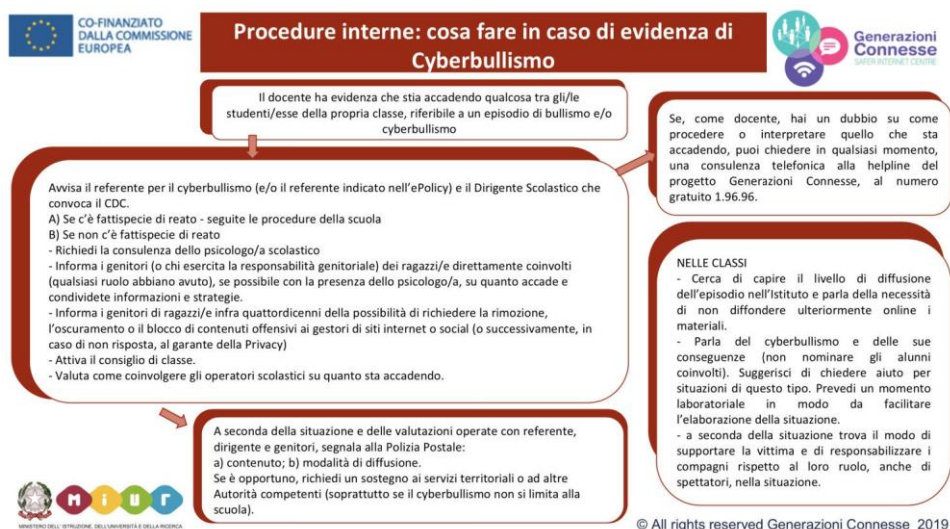 CO-FINANZIATO
DALLA COMMISSIONE
EUROPEA
Procedure interne: cosa fare in caso di evidenza di
Cyberbullismo
Generazioni
Connesse
SAFER INTERNET CENTRE
Il docente ha evidenza che stia accadendo qualcosa tra gli/le
studenti/esse della propria classe, riferibile a un episodio di bullismo e/o
cyberbullismo
Se, come docente, hai un dubbio su come
procedere o interpretare quello che sta
accadendo, puoi chiedere in qualsiasi momento,
una consulenza telefonica alla helpline del
progetto Generazioni Connesse, al numero
gratuito 1.96.96.
Avvisa il referente per il cyberbullismo (e/o il referente indicato nell’ePolicy) e il Dirigente Scolastico che
convoca il CDC.
A) Se c’è fattispecie di reato - seguite le procedure della scuola
B) Se non c’è fattispecie di reato
- Richiedi la consulenza dello psicologo/a scolastico
- Informa i genitori (o chi esercita la responsabilità genitoriale) dei ragazzi/e direttamente coinvolti
(qualsiasi ruolo abbiano avuto), se possibile con la presenza dello psicologo/a, su quanto accade e
condividete informazioni e strategie.
- Informa i genitori di ragazzi/e infra quattordicenni della possibilità di richiedere la rimozione,
l’oscuramento o il blocco di contenuti offensivi ai gestori di siti internet o social (o successivamente, in
caso di non risposta, al garante della Privacy)
- Attiva il consiglio di classe.
- Valuta come coinvolgere gli operatori scolastici su quanto sta accadendo.
NELLE CLASSI
- Cerca di capire il livello di diffusione
dell’episodio nell’Istituto e parla della necessità
di non diffondere ulteriormente online i
materiali.
- Parla del cyberbullismo e delle sue
conseguenze (non nominare gli alunni
coinvolti). Suggerisci di chiedere aiuto per
situazioni di questo tipo. Prevedi un momento
laboratoriale in modo da facilitare
l’elaborazione della situazione.
- a seconda della situazione trova il modo di
supportare la vittima e di responsabilizzare i
compagni rispetto al loro ruolo, anche di
spettatori, nella situazione.
A seconda della situazione e delle valutazioni operate con referente,
dirigente e genitori, segnala alla Polizia Postale:
a) contenuto; b) modalità di diffusione.
Se è opportuno, richiedi un sostegno ai servizi territoriali o ad altre
Autorità competenti (soprattutto se il cyberbullismo non si limita alla
scuola).
miur
MINISTERO DELL’ISTRUZIONE, DELL’UNIVERSITÀ E DELLA RICERCA
© All rights reserved Generazioni Connesse 2019